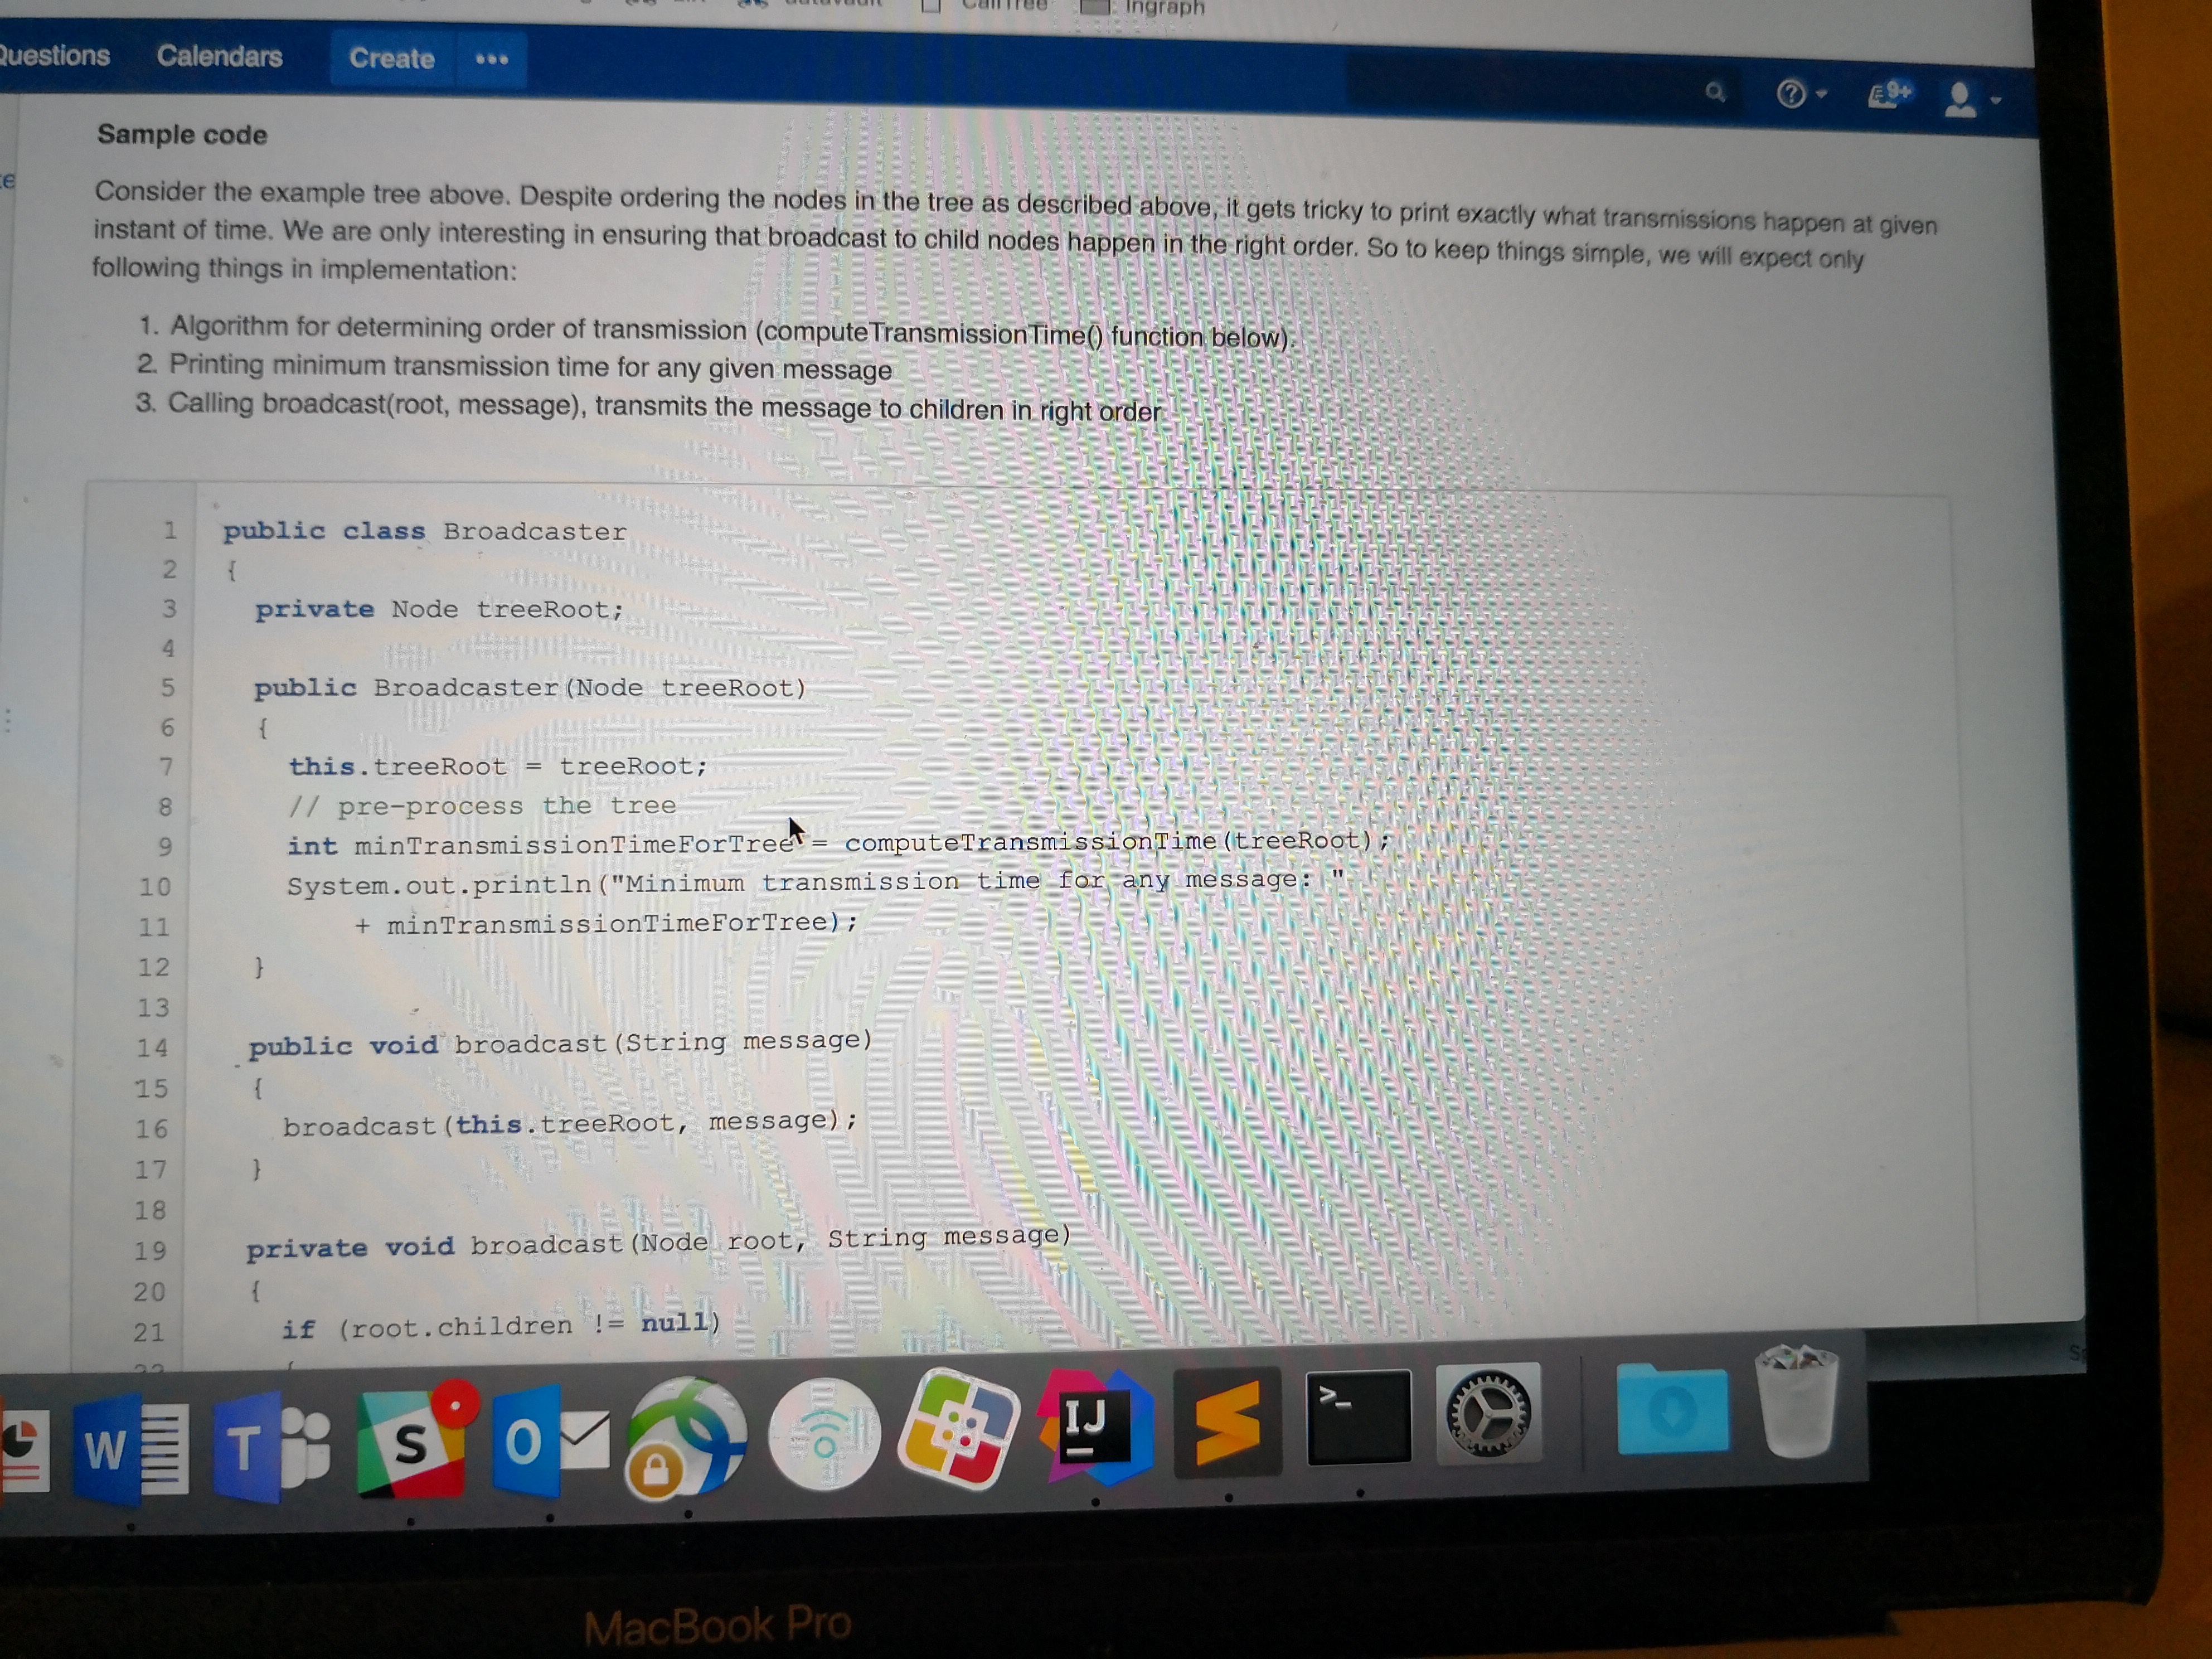 Ingraph
Questions Calendars Create •••
9+
Sample code
Consider the example tree above. Despite ordering the nodes in the tree as described above, it gets tricky to print exactly what transmissions happen at given
instant of time. We are only interesting in ensuring that broadcast to child nodes happen in the right order. So to keep things simple, we will expect only
following things in implementation:
1. Algorithm for determining order of transmission (computeTransmissionTime() function below).
2. Printing minimum transmission time for any given message
3. Calling broadcast(root, message), transmits the message to children in right order
1 public class Broadcaster
2 {
3 private Node treeRoot;
4
5 public Broadcaster(Node treeRoot)
6 {
7 this.treeRoot = treeRoot;
8 // pre-process the tree
9 int minTransmissionTimeForTree = computeTransmissionTime(treeRoot);
10 System.out.println("Minimum transmission time for any message: "
11 + minTransmissionTimeForTree);
12 }
13
14 public void broadcast(String message)
15 {
16 broadcast(this.treeRoot, message);
17 }
18
19 private void broadcast(Node root, String message)
20 {
21 if (root.children != null)
22 {
W T S O IJ >_
MacBook Pro